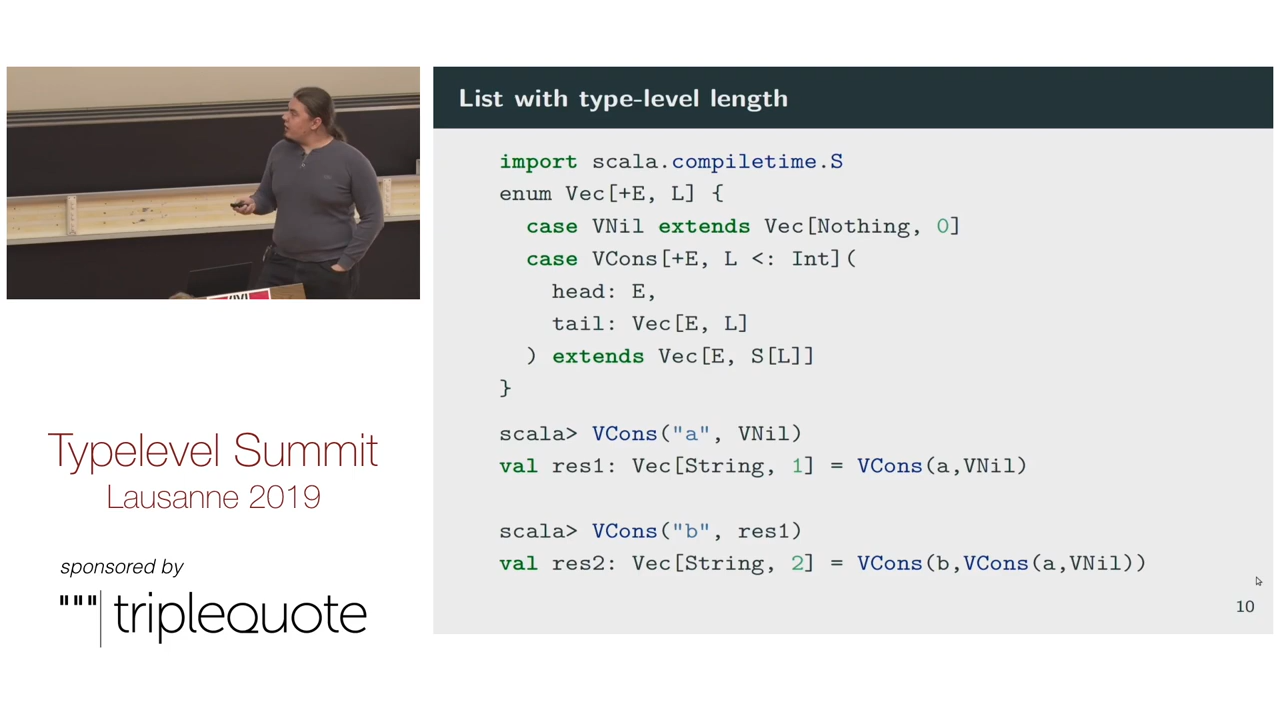 List with type-level length
import scala.compiletime.S
enum Vec[+E, L] {
case VNil extends Vec[Nothing, 0]
case VCons[+E, L <: Int](
head: E,
tail: Vec[E, L]
) extends Vec[E, S[L]]
}
scala> VCons("a", VNil)
val res1: Vec[String, 1] = VCons(a,VNil)
scala> VCons("b", res1)
val res2: Vec[String, 2] = VCons(b,VCons(a,VNil))
10
Typelevel Summit
Lausanne 2019
sponsored by
"""|triplequote